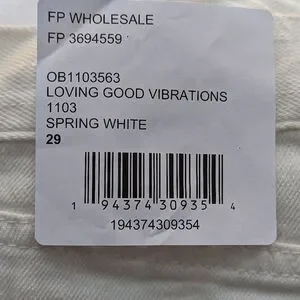 FP WHOLESALE
FP 3694559
OB1103563
LOVING GOOD VIBRATIONS
1103
SPRING WHITE
29
1 94374 30935 4
194374309354